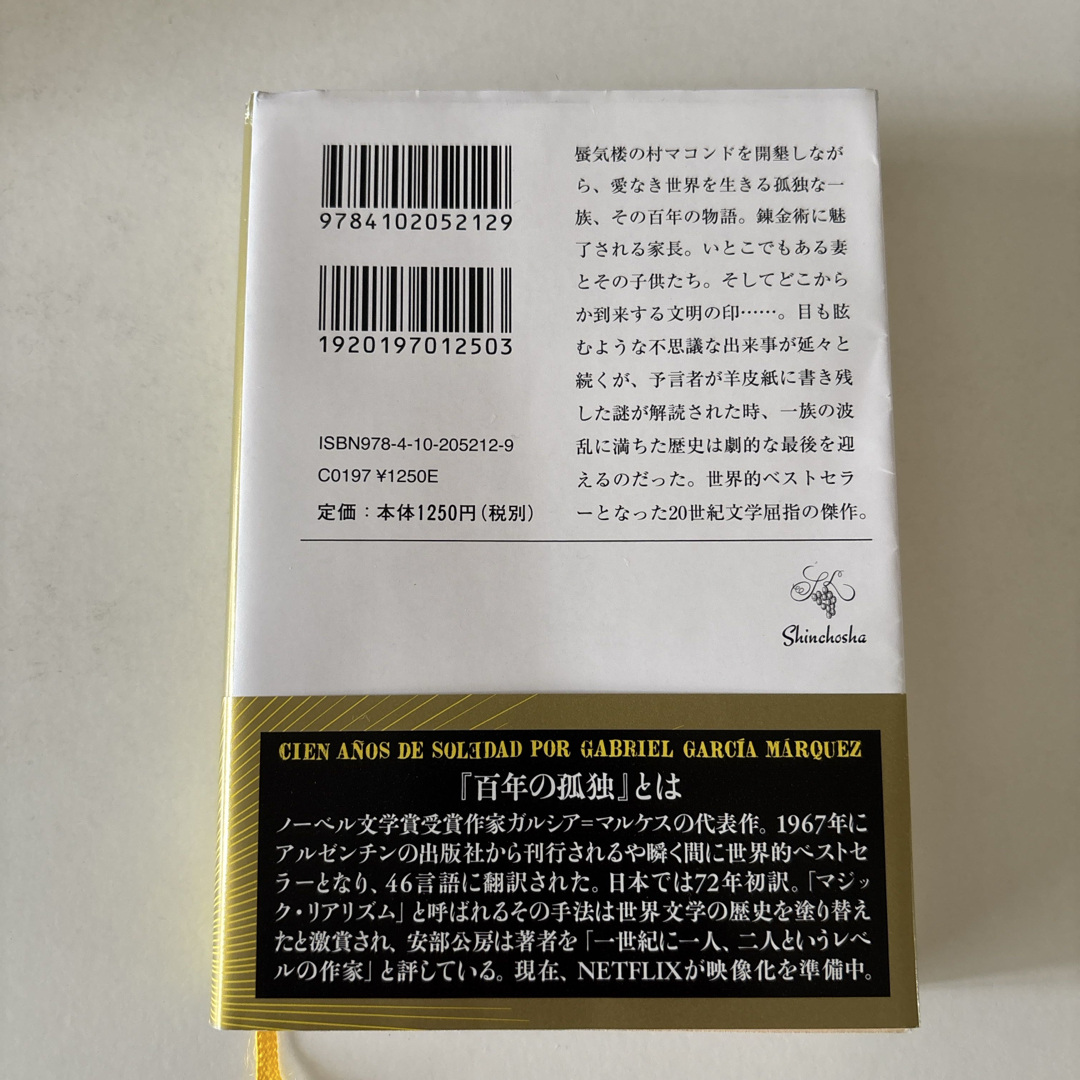 9784102052129
1920197012503
ISBN978-4-10-205212-9
C0197 ¥1250E
定価：本体1250円(税別)
蜃気楼の村マコンドを開墾しなが
ら、愛なき世界を生きる孤独な一
族、その百年の物語。錬金術に魅
了される家長。いとこでもある妻
とその子供たち。そしてどこから
か到来する文明の印……。目も眩
むような不思議な出来事が延々と
続くが、予言者が羊皮紙に書き残
した謎が解読された時、一族の波
乱に満ちた歴史は劇的な最後を迎
えるのだった。世界的ベストセラ
ーとなった20世紀文学屈指の傑作。
Shinchosha
CIEN AÑOS DE SOLEDAD POR GABRIEL GARCÍA MÁRQUEZ
『百年の孤独』とは
ノーベル文学賞受賞作家ガルシア=マルケスの代表作。1967年に
アルゼンチンの出版社から刊行されるや瞬く間に世界的ベストセ
ラーとなり、46言語に翻訳された。日本では72年初訳。「マジッ
ク・リアリズム」と呼ばれるその手法は世界文学の歴史を塗り替え
たと激賞され、安部公房は著者を「一世紀に一人、二人というレベ
ルの作家」と評している。現在、NETFLIXが映像化を準備中。